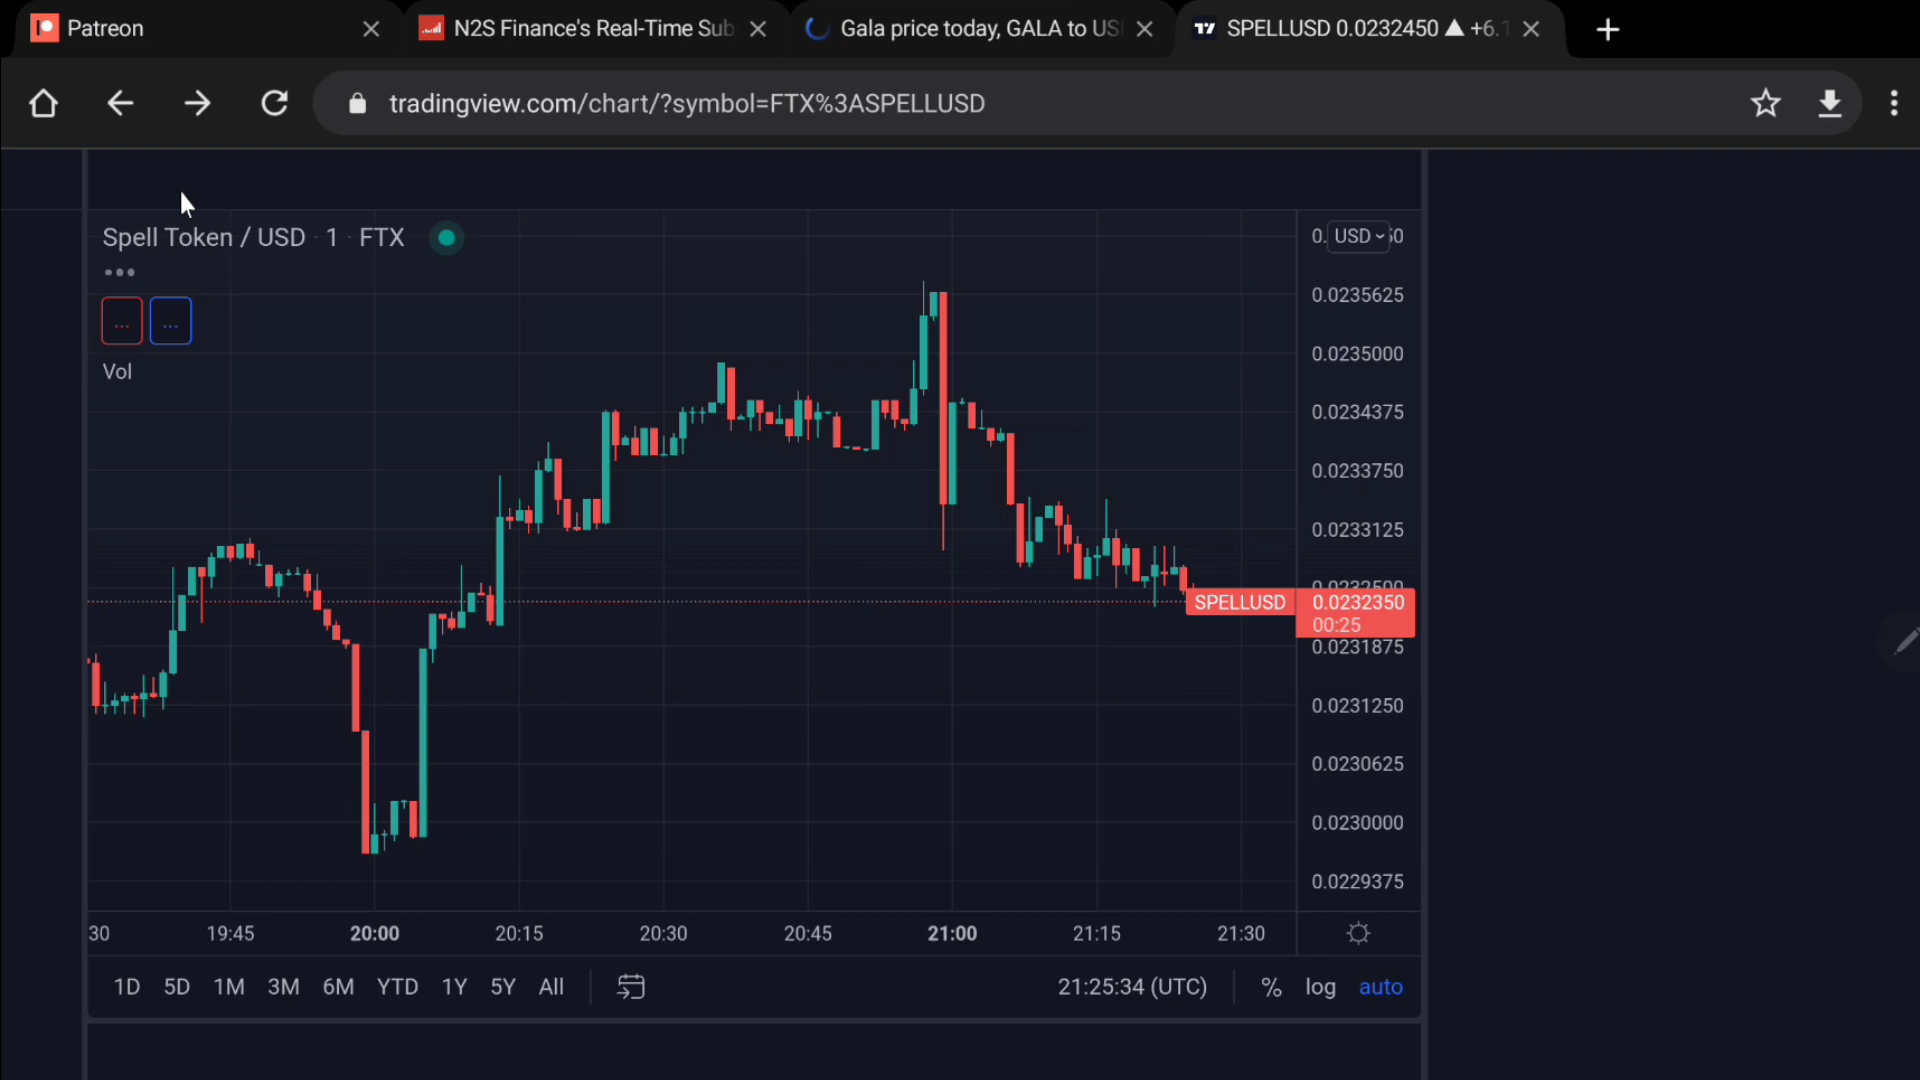 Patreon
N2S Finance's Real-Time Sub
Gala price today, GALA to US
SPELLUSD 0.0232450 ▲ +6.1
tradingview.com/chart/?symbol=FTX%3ASPELLUSD
Spell Token / USD · 1 · FTX
Vol
USD
0.0235625
0.0235000
0.0234375
0.0233750
0.0233125
0.0232500
SPELLUSD 0.0232350
00:25
0.0231875
0.0231250
0.0230625
0.0230000
0.0229375
30 19:45 20:00 20:15 20:30 20:45 21:00 21:15 21:30
1D 5D 1M 3M 6M YTD 1Y 5Y All 21:25:34 (UTC) % log auto